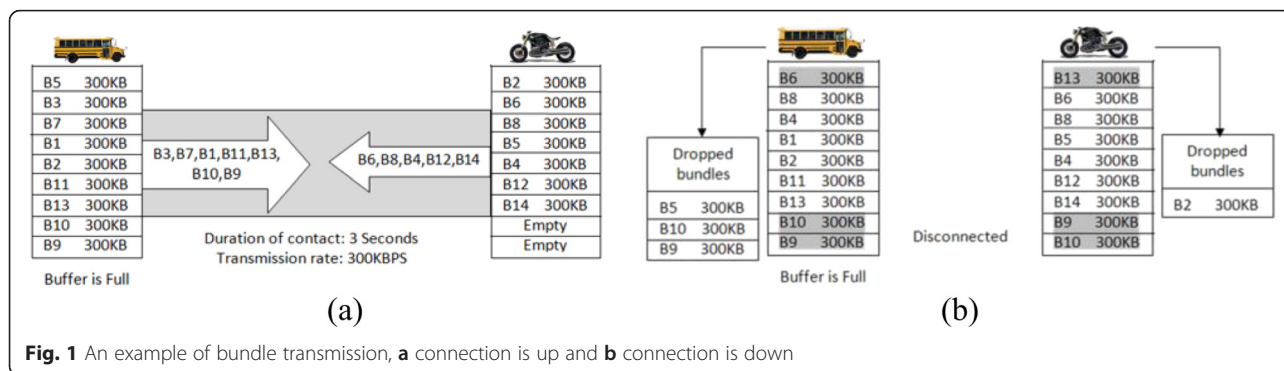 B5 300KB
B3 300KB
B7 300KB
B1 300KB
B2 300KB
B11 300KB
B13 300KB
B10 300KB
B9 300KB
Buffer is Full
B3,B7,B1,B11,B13,
B10,B9
B6,B8,B4,B12,B14
Duration of contact: 3 Seconds
Transmission rate: 300KBPS
B2 300KB
B6 300KB
B8 300KB
B5 300KB
B4 300KB
B12 300KB
B14 300KB
Empty
Empty
(a)
Dropped
bundles
B5 300KB
B10 300KB
B9 300KB
B6 300KB
B8 300KB
B4 300KB
B1 300KB
B2 300KB
B11 300KB
B13 300KB
B10 300KB
B9 300KB
Buffer is Full
Disconnected
B13 300KB
B6 300KB
B8 300KB
B5 300KB
B4 300KB
B12 300KB
B14 300KB
B9 300KB
B10 300KB
Dropped
bundles
B2 300KB
(b)
Fig. 1 An example of bundle transmission, a connection is up and b connection is down